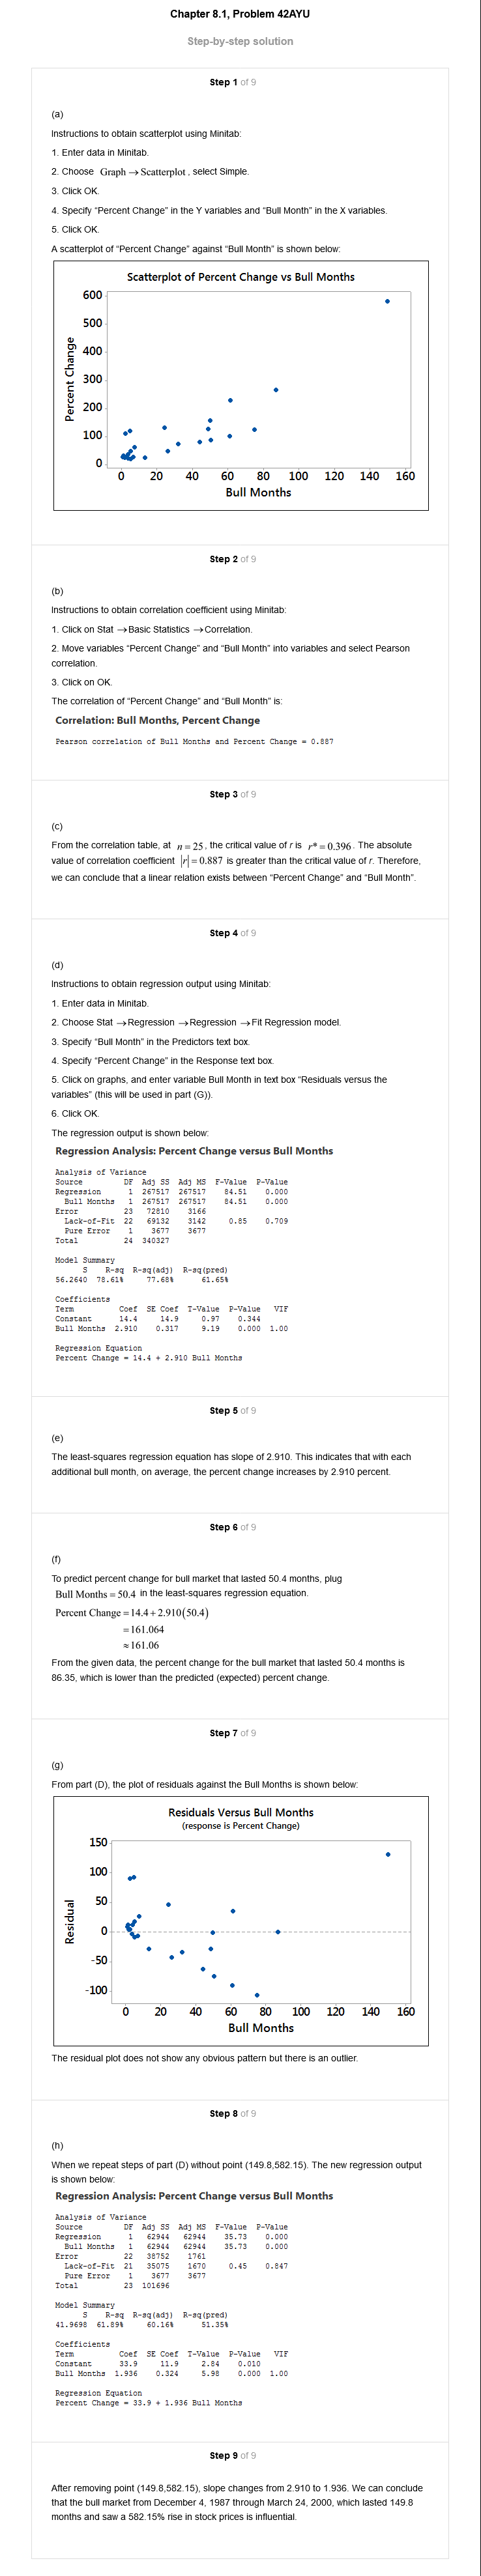 Chapter 8.1, Problem 42AYU
Step-by-step solution
Step 1 of 9
(a)
Instructions to obtain scatterplot using Minitab:
1. Enter data in Minitab.
2. Choose Graph → Scatterplot , select Simple.
3. Click OK.
4. Specify “Percent Change” in the Y variables and “Bull Month” in the X variables.
5. Click OK.
A scatterplot of “Percent Change” against “Bull Month” is shown below:
Scatterplot of Percent Change vs Bull Months
600
500
400
300
200
100
0
Percent Change
0 20 40 60 80 100 120 140 160
Bull Months
Step 2 of 9
(b)
Instructions to obtain correlation coefficient using Minitab:
1. Click on Stat → Basic Statistics → Correlation.
2. Move variables “Percent Change” and “Bull Month” into variables and select Pearson
correlation.
3. Click on OK.
The correlation of “Percent Change” and “Bull Month” is:
Correlation: Bull Months, Percent Change
Pearson correlation of Bull Months and Percent Change = 0.887
Step 3 of 9
(c)
From the correlation table, at n = 25 , the critical value of r is r* = 0.396 . The absolute
value of correlation coefficient |r| = 0.887 is greater than the critical value of r. Therefore,
we can conclude that a linear relation exists between “Percent Change” and “Bull Month”.
Step 4 of 9
(d)
Instructions to obtain regression output using Minitab:
1. Enter data in Minitab.
2. Choose Stat → Regression → Regression → Fit Regression model.
3. Specify “Bull Month” in the Predictors text box.
4. Specify “Percent Change” in the Response text box.
5. Click on graphs, and enter variable Bull Month in text box “Residuals versus the
variables” (this will be used in part (G)).
6. Click OK.
The regression output is shown below:
Regression Analysis: Percent Change versus Bull Months
Analysis of Variance
Source DF Adj SS Adj MS F-Value P-Value
Regression 1 267517 267517 84.51 0.000
Bull Months 1 267517 267517 84.51 0.000
Error 23 72810 3166
Lack-of-Fit 22 69132 3142 0.85 0.709
Pure Error 1 3677 3677
Total 24 340327
Model Summary
S R-sq R-sq(adj) R-sq(pred)
56.2640 78.61% 77.68% 61.65%
Coefficients
Term Coef SE Coef T-Value P-Value VIF
Constant 14.4 14.9 0.97 0.344
Bull Months 2.910 0.317 9.19 0.000 1.00
Regression Equation
Percent Change = 14.4 + 2.910 Bull Months
Step 5 of 9
(e)
The least-squares regression equation has slope of 2.910. This indicates that with each
additional bull month, on average, the percent change increases by 2.910 percent.
Step 6 of 9
(f)
To predict percent change for bull market that lasted 50.4 months, plug
Bull Months = 50.4 in the least-squares regression equation.
Percent Change = 14.4 + 2.910(50.4)
= 161.064
≈ 161.06
From the given data, the percent change for the bull market that lasted 50.4 months is
86.35, which is lower than the predicted (expected) percent change.
Step 7 of 9
(g)
From part (D), the plot of residuals against the Bull Months is shown below:
Residuals Versus Bull Months
(response is Percent Change)
150
100
50
0
-50
-100
Residual
0 20 40 60 80 100 120 140 160
Bull Months
The residual plot does not show any obvious pattern but there is an outlier.
Step 8 of 9
(h)
When we repeat steps of part (D) without point (149.8,582.15). The new regression output
is shown below:
Regression Analysis: Percent Change versus Bull Months
Analysis of Variance
Source DF Adj SS Adj MS F-Value P-Value
Regression 1 62944 62944 35.73 0.000
Bull Months 1 62944 62944 35.73 0.000
Error 22 38752 1761
Lack-of-Fit 21 35075 1670 0.45 0.847
Pure Error 1 3677 3677
Total 23 101696
Model Summary
S R-sq R-sq(adj) R-sq(pred)
41.9698 61.89% 60.16% 51.35%
Coefficients
Term Coef SE Coef T-Value P-Value VIF
Constant 33.9 11.9 2.84 0.010
Bull Months 1.936 0.324 5.98 0.000 1.00
Regression Equation
Percent Change = 33.9 + 1.936 Bull Months
Step 9 of 9
After removing point (149.8,582.15), slope changes from 2.910 to 1.936. We can conclude
that the bull market from December 4, 1987 through March 24, 2000, which lasted 149.8
months and saw a 582.15% rise in stock prices is influential.